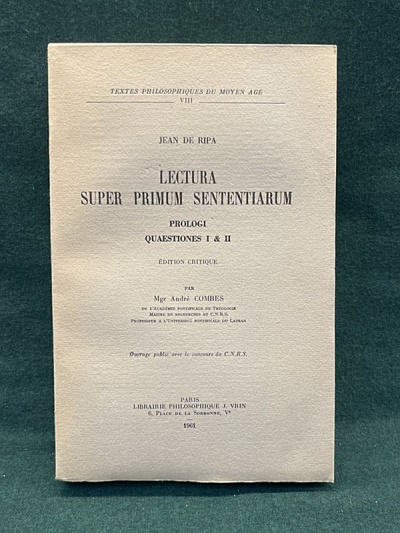 TEXTES PHILOSOPHIQUES DU MOYEN AGE
VIII
JEAN DE RIPA
LECTURA
SUPER PRIMUM SENTENTIARUM
PROLOGI
QUAESTIONES I & II
ÉDITION CRITIQUE
PAR
Mgr André COMBES
DE L'ACADÉMIE PONTIFICALE DE THÉOLOGIE
MAITRE DE RECHERCHES AU C.N.R.S.
PROFESSEUR A L'UNIVERSITÉ PONTIFICALE DU LATRAN
Ouvrage publié avec le concours du C.N.R.S.
PARIS
LIBRAIRIE PHILOSOPHIQUE J. VRIN
6, PLACE DE LA SORBONNE, Ve
1961